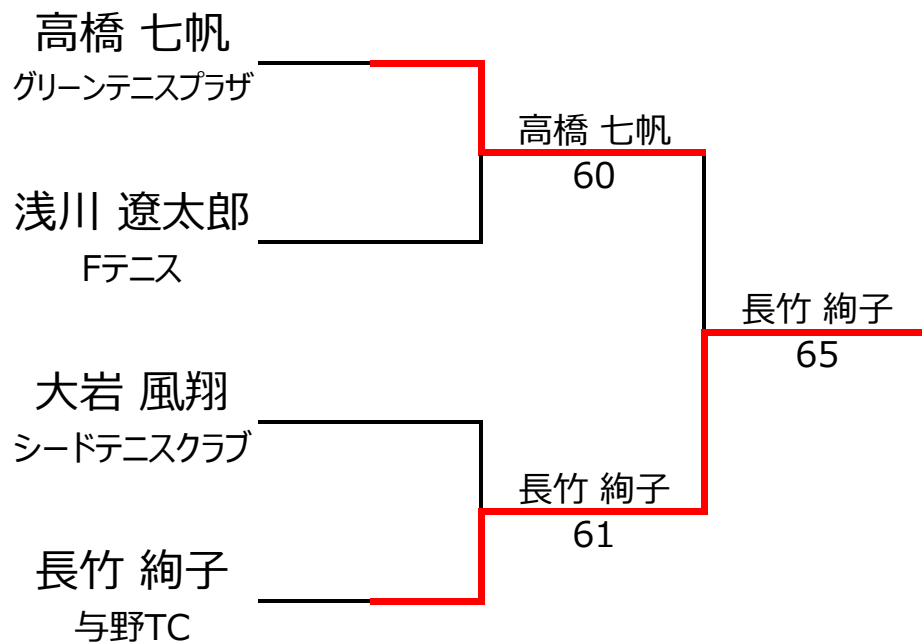 高橋 七帆
グリーンテニスプラザ
高橋 七帆
60
浅川 遼太郎
Fテニス
長竹 絢子
65
大岩 風翔
シードテニスクラブ
長竹 絢子
61
長竹 絢子
与野TC